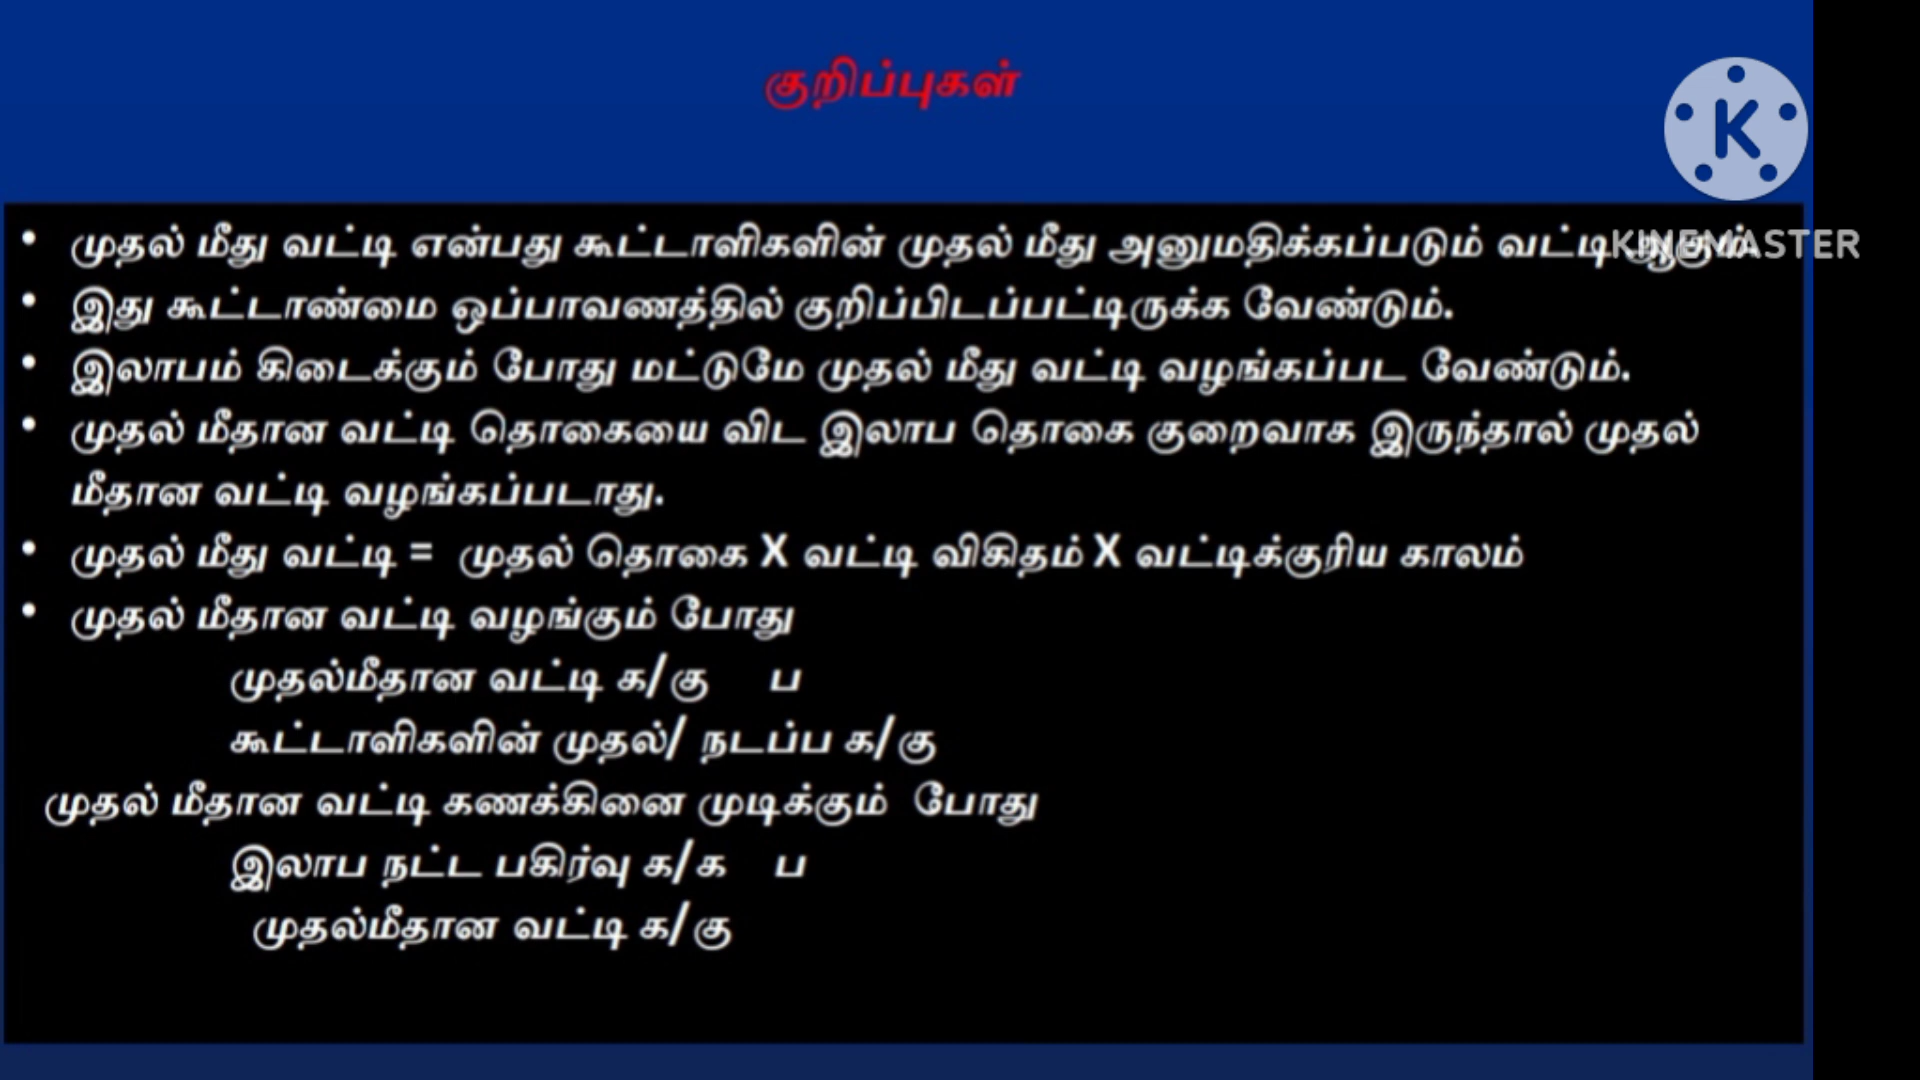 குறிப்புகள்
• முதல் மீது வட்டி என்பது கூட்டாளிகளின் முதல் மீது அனுமதிக்கப்படும் வட்டி ஆகும்.
KINEMASTER
• இது கூட்டாண்மை ஒப்பாவணத்தில் குறிப்பிடப்பட்டிருக்க வேண்டும்.
• இலாபம் கிடைக்கும் போது மட்டுமே முதல் மீது வட்டி வழங்கப்பட வேண்டும்.
• முதல் மீதான வட்டி தொகையை விட இலாப தொகை குறைவாக இருந்தால் முதல்
மீதான வட்டி வழங்கப்படாது.
• முதல் மீது வட்டி = முதல் தொகை X வட்டி விகிதம் X வட்டிக்குரிய காலம்
• முதல் மீதான வட்டி வழங்கும் போது
முதல்மீதான வட்டி க/கு ப
கூட்டாளிகளின் முதல்/ நடப்ப க/கு
முதல் மீதான வட்டி கணக்கினை முடிக்கும் போது
இலாப நட்ட பகிர்வு க/க ப
முதல்மீதான வட்டி க/கு